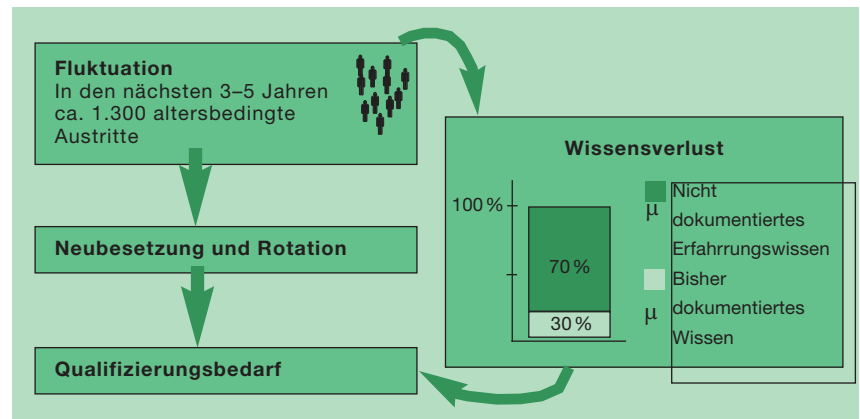 Fluktuation
In den nächsten 3–5 Jahren
ca. 1.300 altersbedingte
Austritte
Neubesetzung und Rotation
Qualifizierungsbedarf
Wissensverlust
100 %
70 %
30 %
Nicht
µ dokumentiertes
Erfahrrungswissen
Bisher
µ dokumentiertes
Wissen